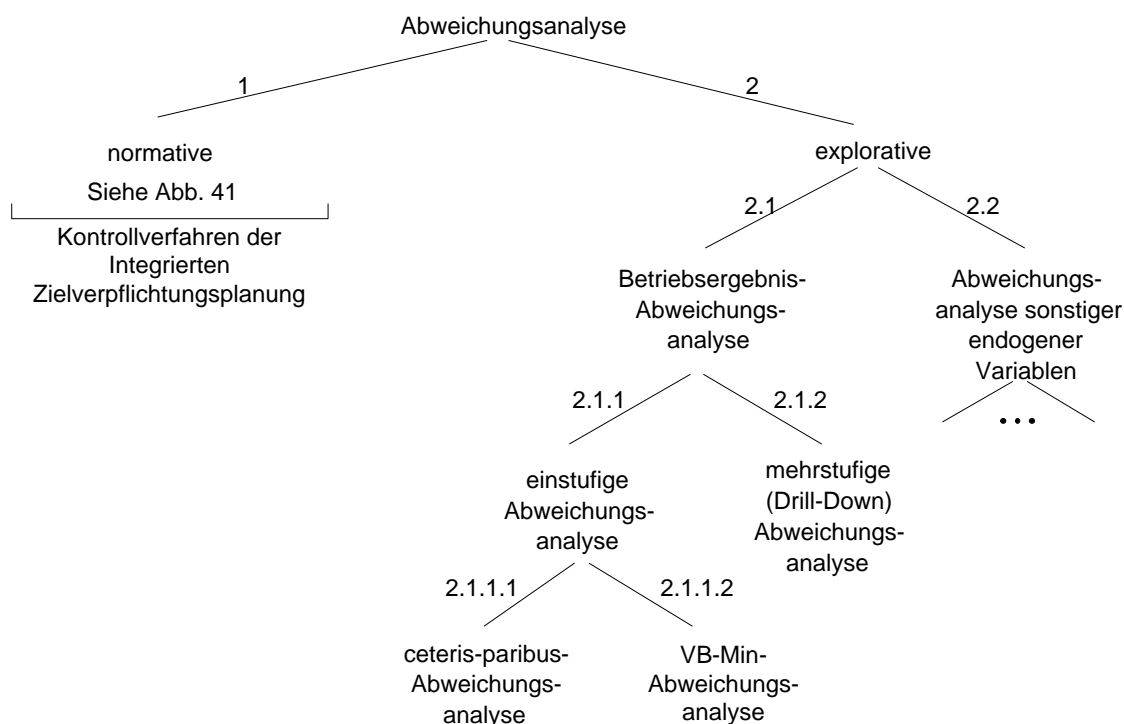 Abweichungsanalyse
1
2
normative
explorative
Siehe Abb. 41
Kontrollverfahren der
Integrierten
Zielverpflichtungsplanung
2.1
2.2
Betriebsergebnis-
Abweichungs-
analyse
Abweichungs-
analyse sonstiger
endogener
Variablen
2.1.1
2.1.2
...
einstufige
Abweichungs-
analyse
mehrstufige
(Drill-Down)
Abweichungs-
analyse
2.1.1.1
2.1.1.2
ceteris-paribus-
Abweichungs-
analyse
VB-Min-
Abweichungs-
analyse